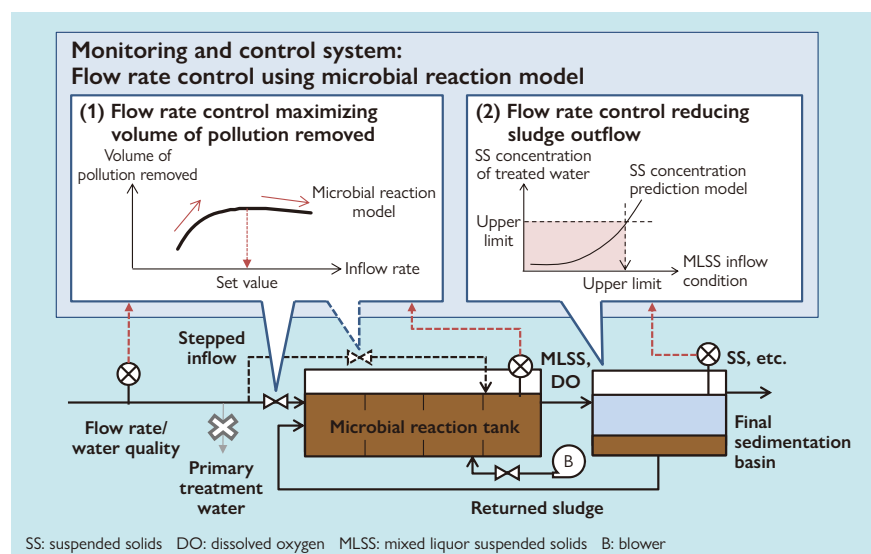 Monitoring and control system:
Flow rate control using microbial reaction model
(1) Flow rate control maximizing
volume of pollution removed
Volume of
pollution removed
Microbial reaction
model
Inflow rate
Set value
(2) Flow rate control reducing
sludge outflow
SS concentration
of treated water
SS concentration
prediction model
Upper
limit
MLSS inflow
condition
Upper limit
Stepped
inflow
MLSS,
DO
SS, etc.
Flow rate/
water quality
Microbial reaction tank
Final
sedimentation
basin
Primary
treatment
water
B
Returned sludge
SS: suspended solids DO: dissolved oxygen MLSS: mixed liquor suspended solids B: blower